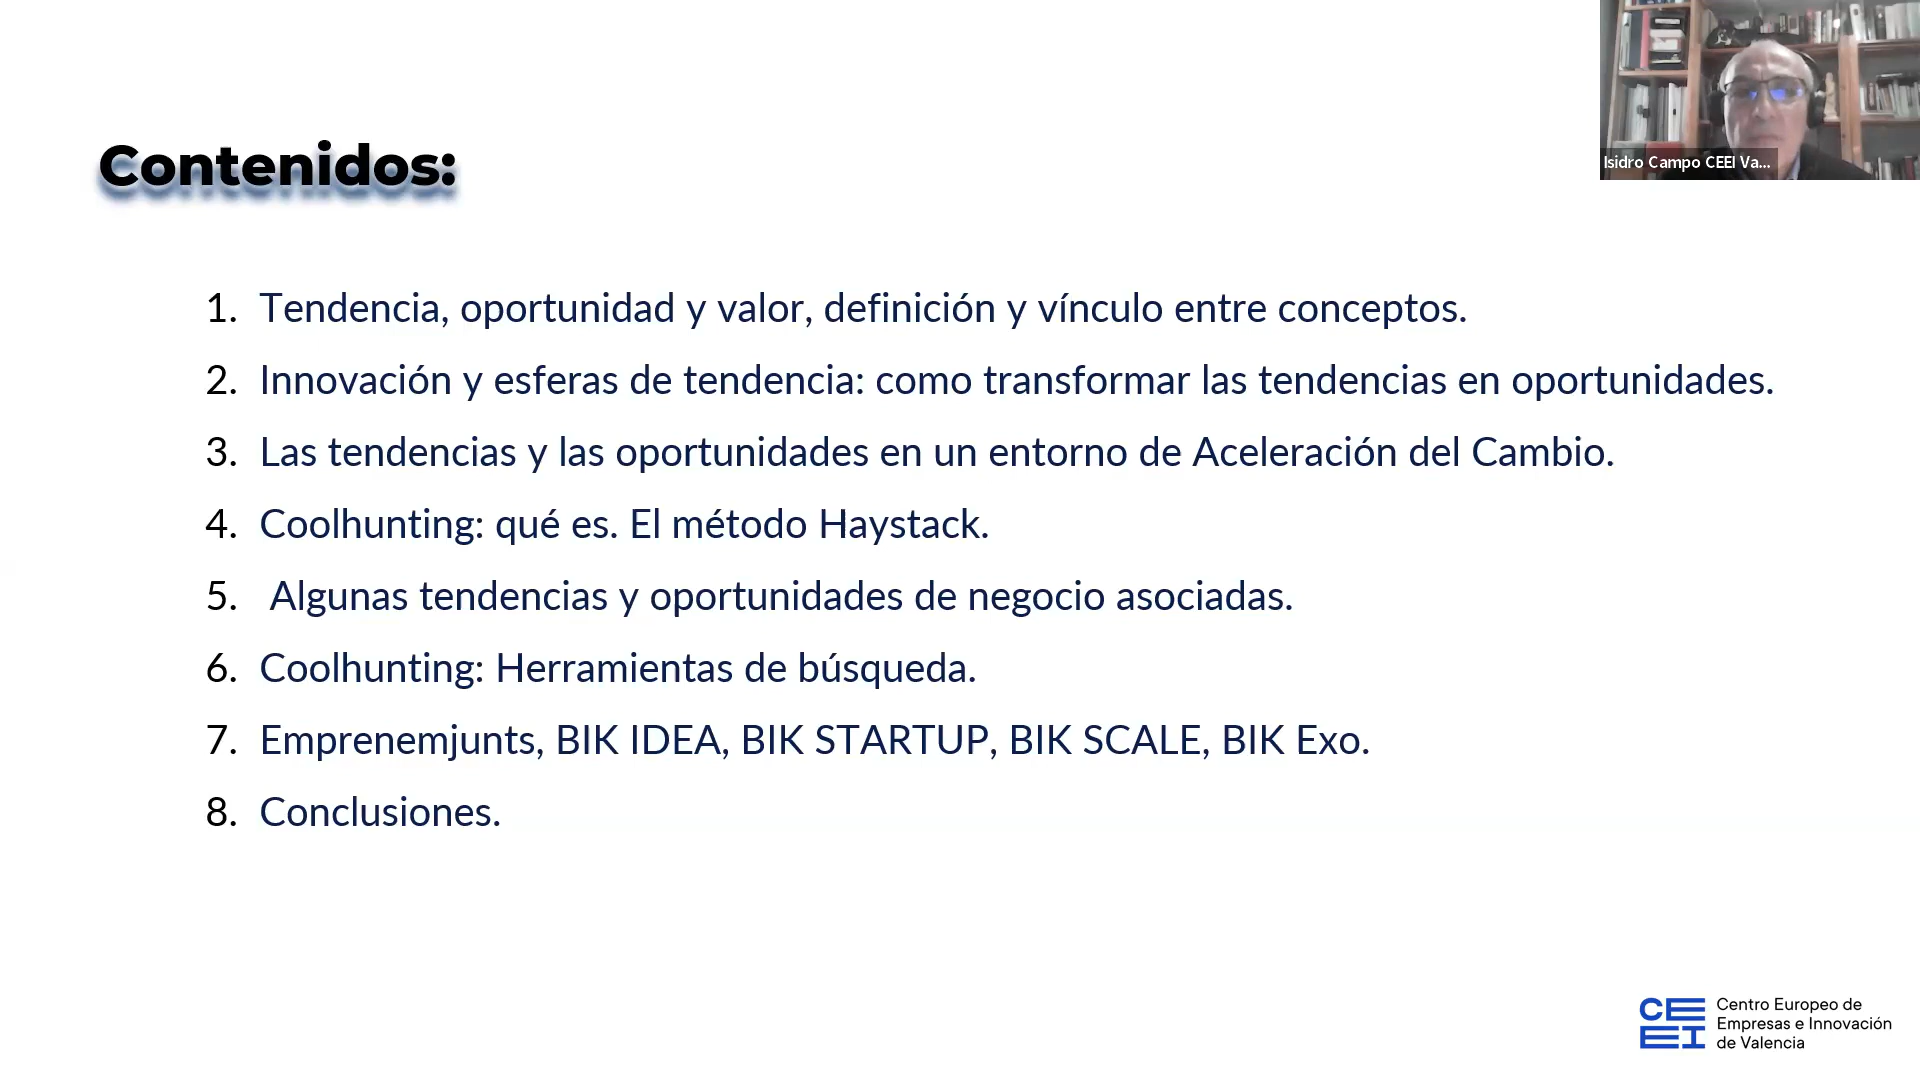 Contenidos:
Isidro Campo CEEI Va...
1. Tendencia, oportunidad y valor, definición y vínculo entre conceptos.
2. Innovación y esferas de tendencia: como transformar las tendencias en oportunidades.
3. Las tendencias y las oportunidades en un entorno de Aceleración del Cambio.
4. Coolhunting: qué es. El método Haystack.
5. Algunas tendencias y oportunidades de negocio asociadas.
6. Coolhunting: Herramientas de búsqueda.
7. Emprenemjunts, BIK IDEA, BIK STARTUP, BIK SCALE, BIK Exo.
8. Conclusiones.
CE
EI
Centro Europeo de
Empresas e Innovación
de Valencia